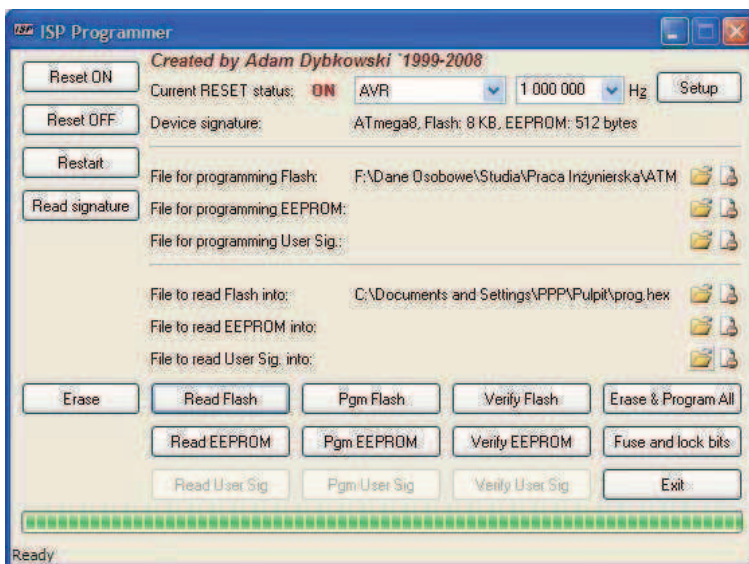 ISP Programmer
Created by Adam Dybkowski `1999-2008
Reset ON
Current RESET status: ON AVR 1 000 000 Hz Setup
Reset OFF
Device signature: ATmega8, Flash: 8 KB, EEPROM: 512 bytes
Restart
File for programming Flash: F:\Dane Osobowe\Studia\Praca Inżynierska\ATM
Read signature
File for programming EEPROM:
File for programming User Sig.:
File to read Flash into: C:\Documents and Settings\PPP\Pulpit\prog.hex
File to read EEPROM into:
File to read User Sig. into:
Erase Read Flash Pgm Flash Verify Flash Erase & Program All
Read EEPROM Pgm EEPROM Verify EEPROM Fuse and lock bits
Read User Sig Pgm User Sig Verify User Sig Exit
Ready